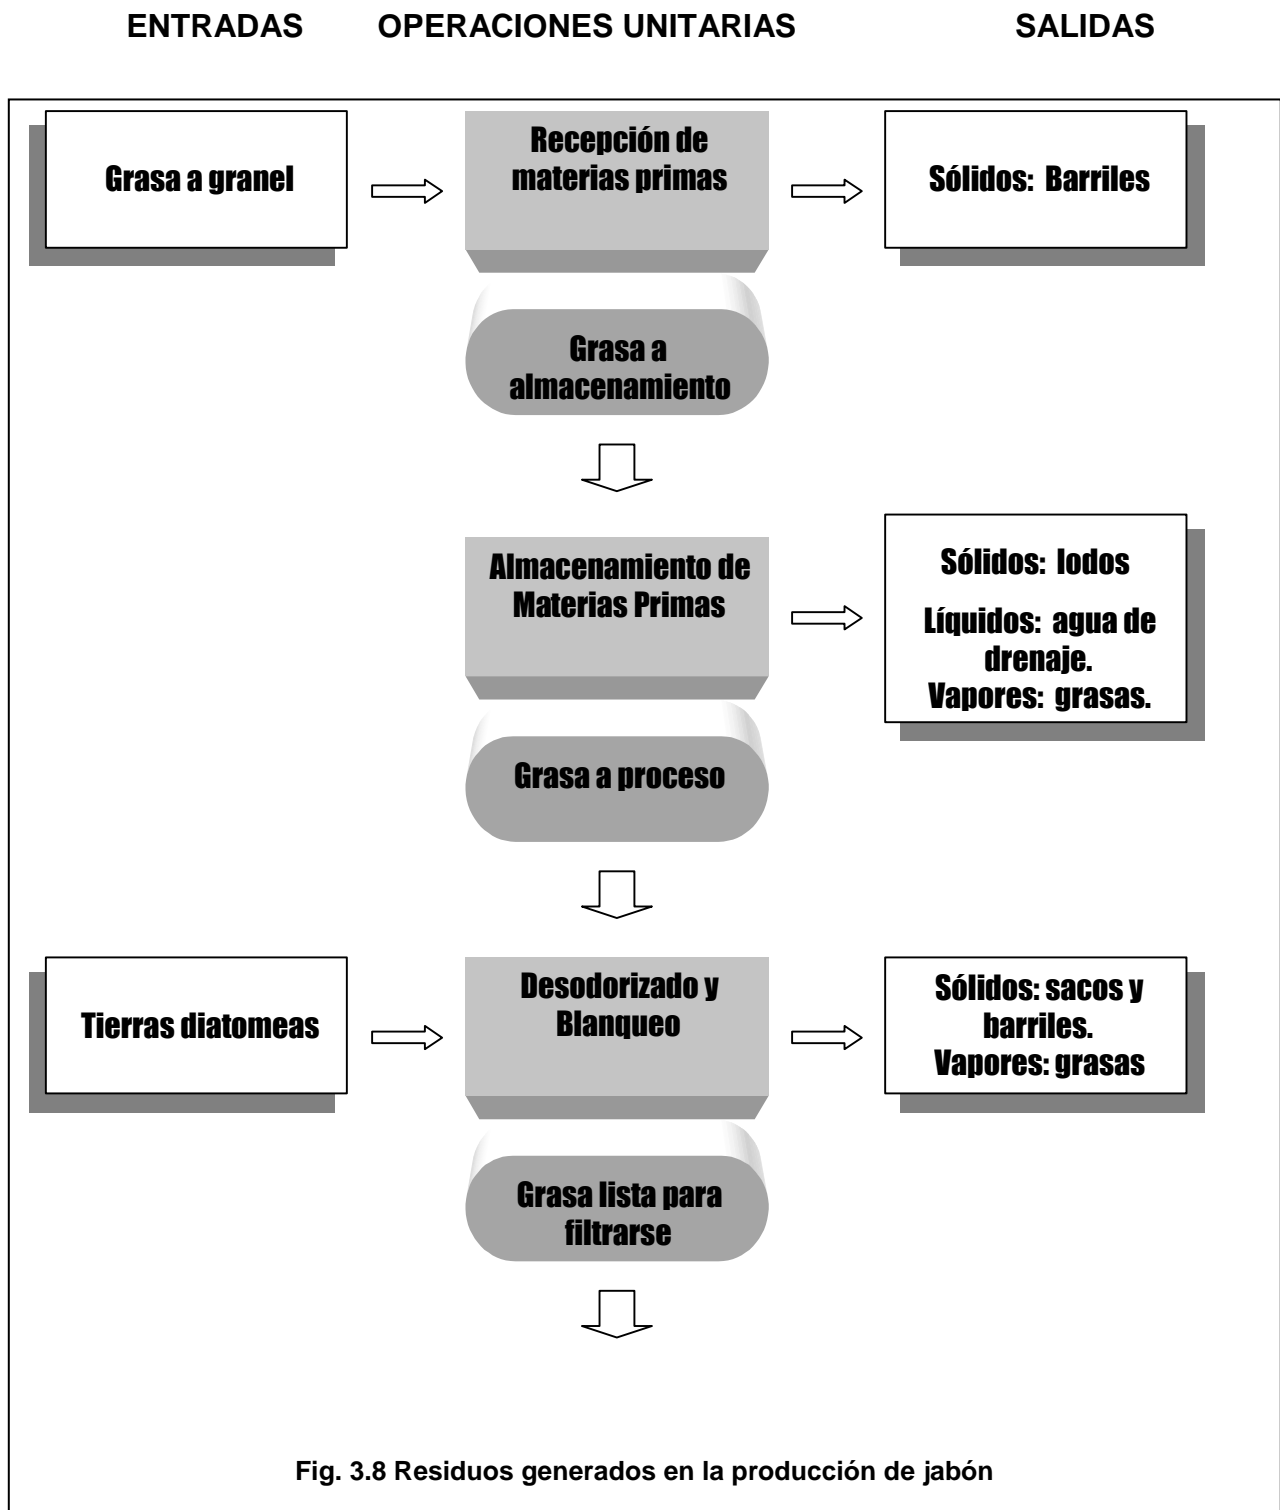 ENTRADAS OPERACIONES UNITARIAS SALIDAS
Grasa a granel
Recepción de
materias primas
Sólidos: Barriles
Grasa a
almacenamiento
Almacenamiento de
Materias Primas
Sólidos: lodos
Líquidos: agua de
drenaje.
Vapores: grasas.
Grasa a proceso
Tierras diatomeas
Desodorizado y
Blanqueo
Sólidos: sacos y
barriles.
Vapores: grasas
Grasa lista para
filtrarse
Fig. 3.8 Residuos generados en la producción de jabón